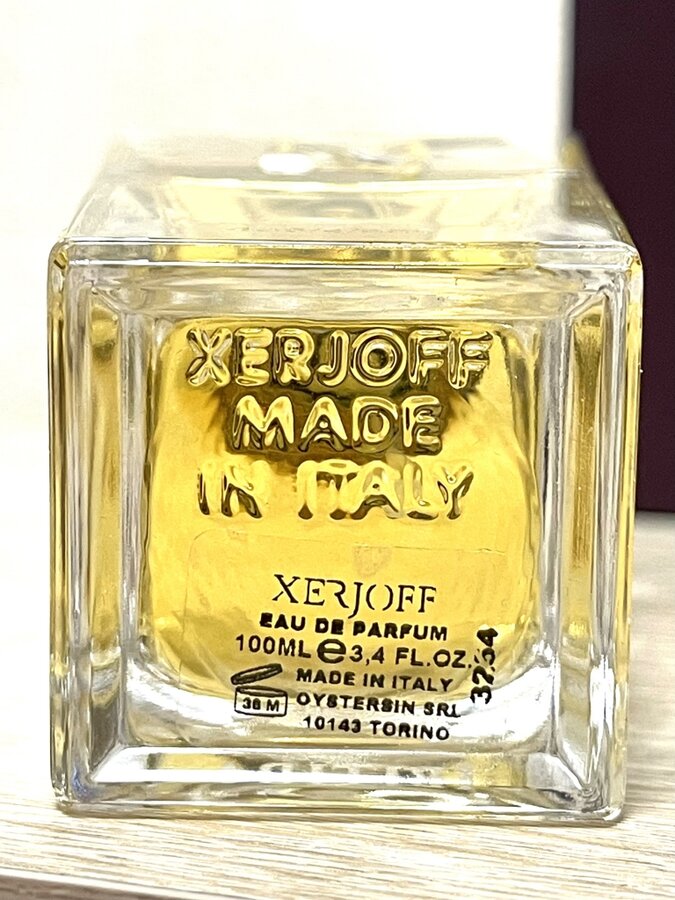 XERJOFF
MADE
IN ITALY
XERJOFF
EAU DE PARFUM
100ML e 3,4 FL.OZ.
MADE IN ITALY
36 M
OYSTERSIN SRL
10143 TORINO
3234